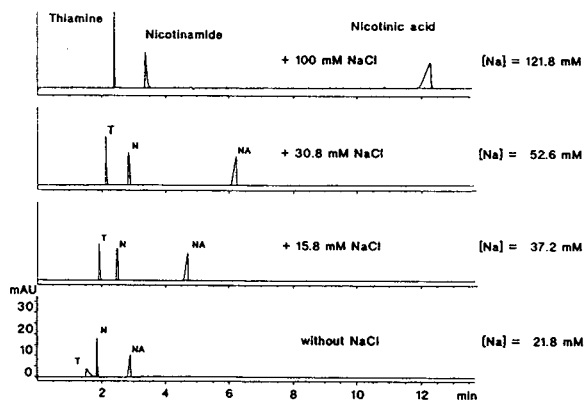 Thiamine
Nicotinamide
Nicotinic acid
+ 100 mM NaCl
[Na] = 121.8 mM
T N NA
+ 30.8 mM NaCl
[Na] = 52.6 mM
T N NA
+ 15.8 mM NaCl
[Na] = 37.2 mM
mAU
30
20
10
0
T N NA
without NaCl
[Na] = 21.8 mM
2 4 6 8 10 12 min